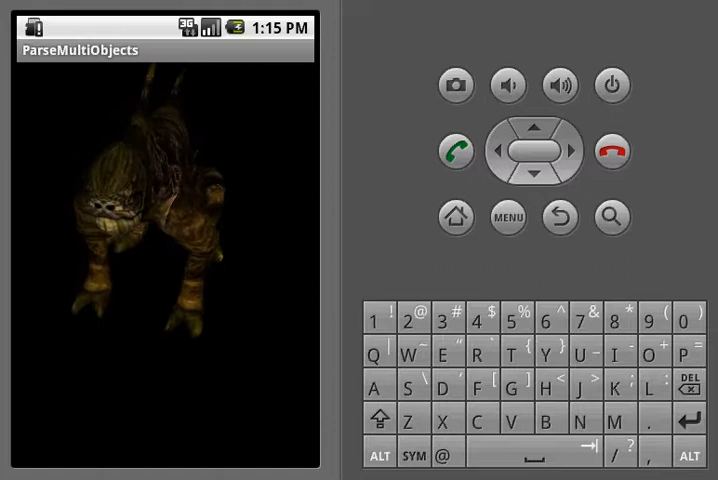 3G 1:15 PM
ParseMultiObjects
MENU
1 ! 2 @ 3 # 4 $ 5 % 6 ^ 7 & 8 * 9 ( 0 )
Q | W ~ E " R ` T { Y } U _ I - O + P =
A S \ D ' F [ G ] H < J > K ; L : DEL
Z X C V B N M .
ALT SYM @ / ? , ALT